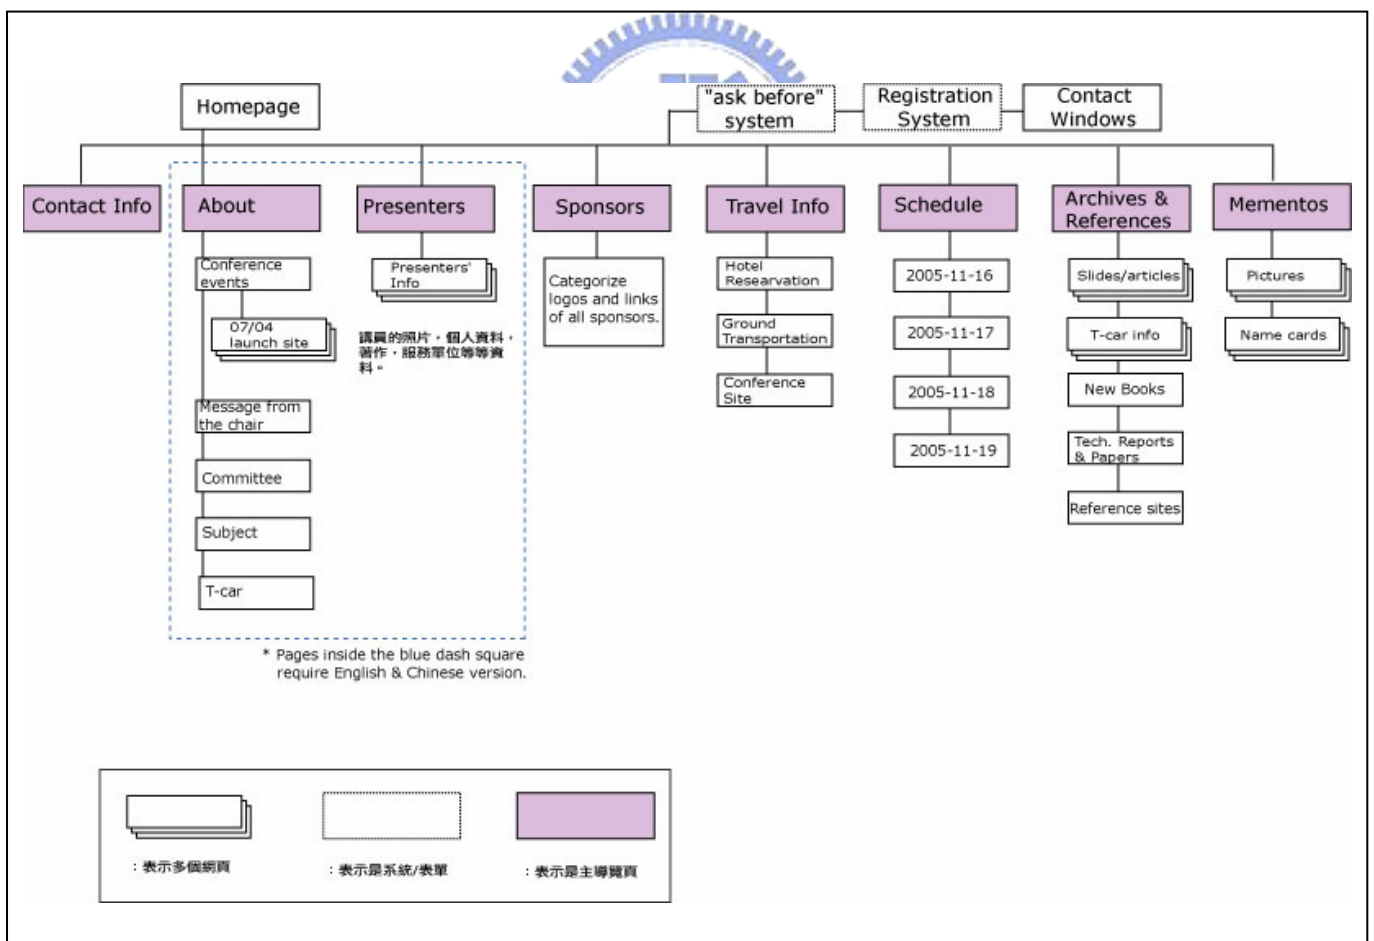 Homepage
"ask before"
system
Registration
System
Contact
Windows
Contact Info
About
Presenters
Sponsors
Travel Info
Schedule
Archives &
References
Mementos
Conference
events
07/04
launch site
Message from
the chair
Committee
Subject
T-car
Presenters'
Info
議員的照片，個人資料，
著作，服務單位等等資
料。
Categorize
logos and links
of all sponsors.
Hotel
Researvation
Ground
Transportation
Conference
Site
2005-11-16
2005-11-17
2005-11-18
2005-11-19
Slides/articles
T-car info
New Books
Tech. Reports
& Papers
Reference sites
Pictures
Name cards
* Pages inside the blue dash square
require English & Chinese version.
：表示多個網頁
：表示是系統/表單
：表示是主導覽頁